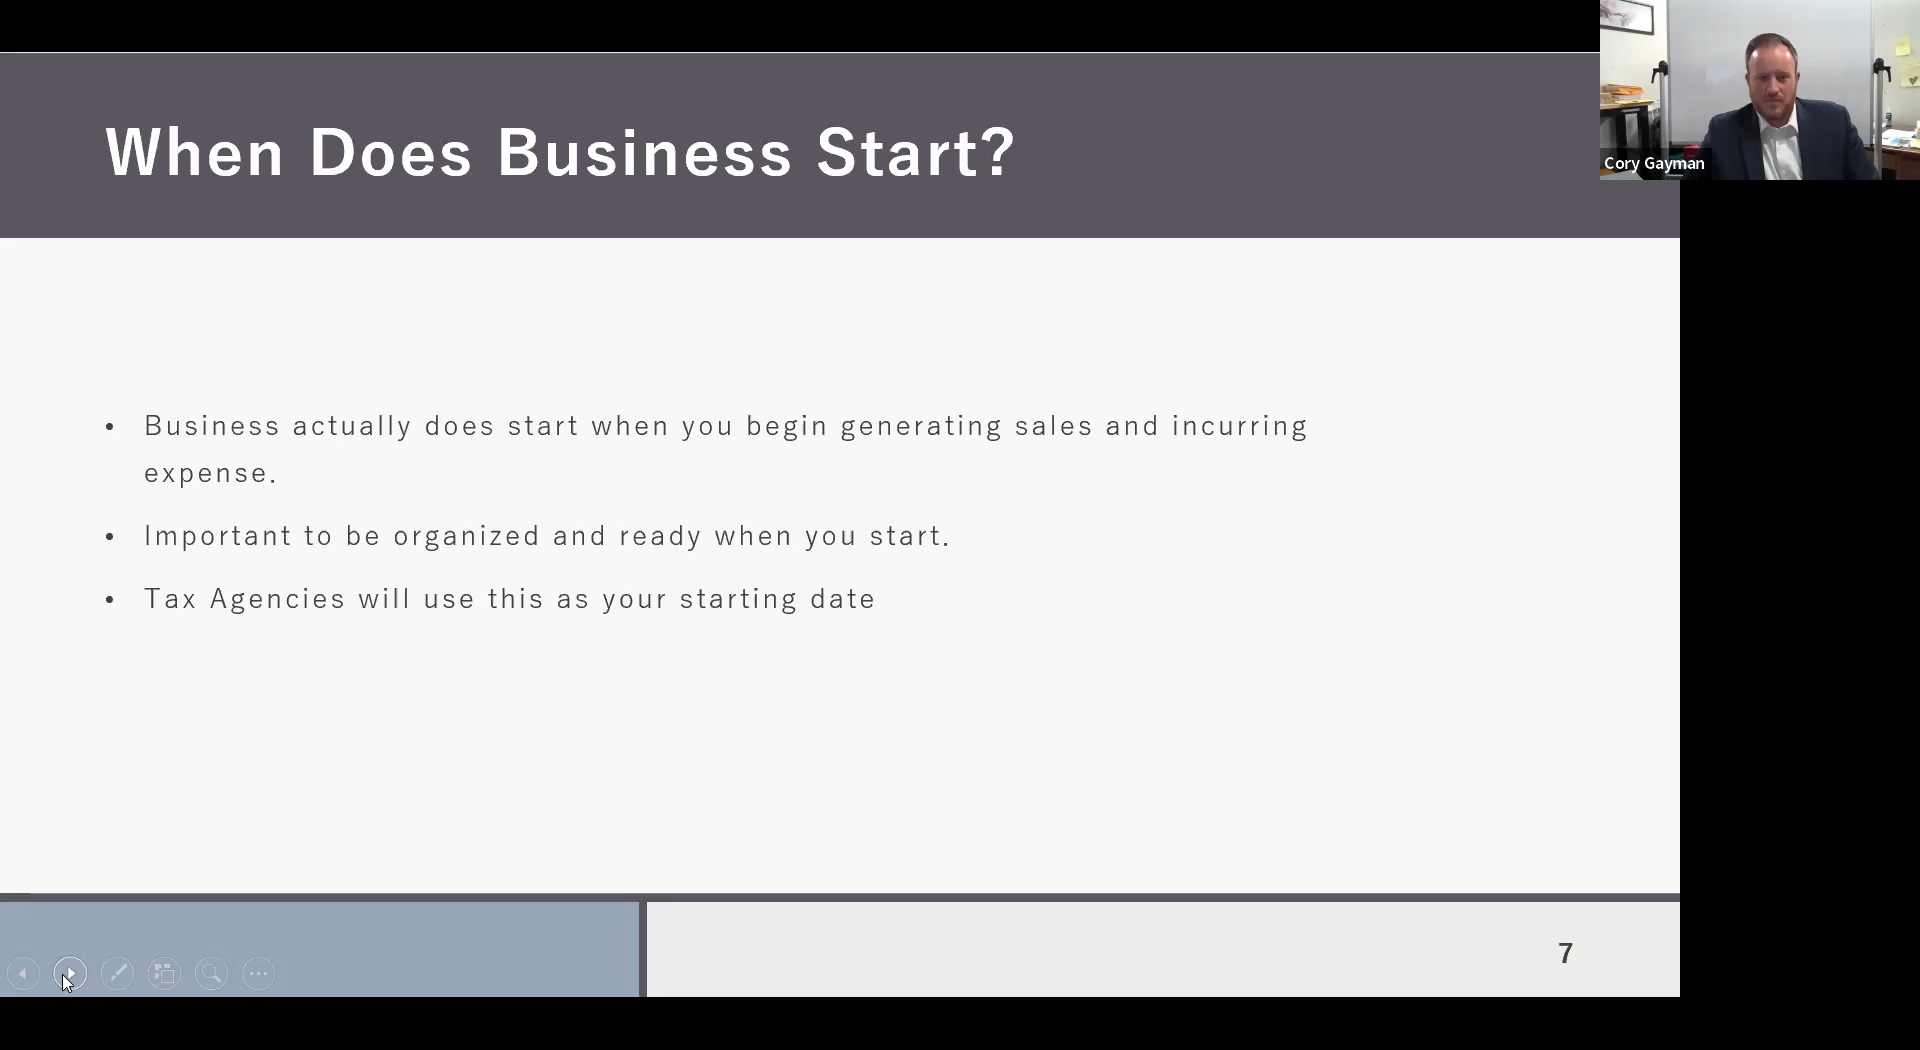 When Does Business Start?
Cory Gayman
• Business actually does start when you begin generating sales and incurring
expense.
• Important to be organized and ready when you start.
• Tax Agencies will use this as your starting date
7